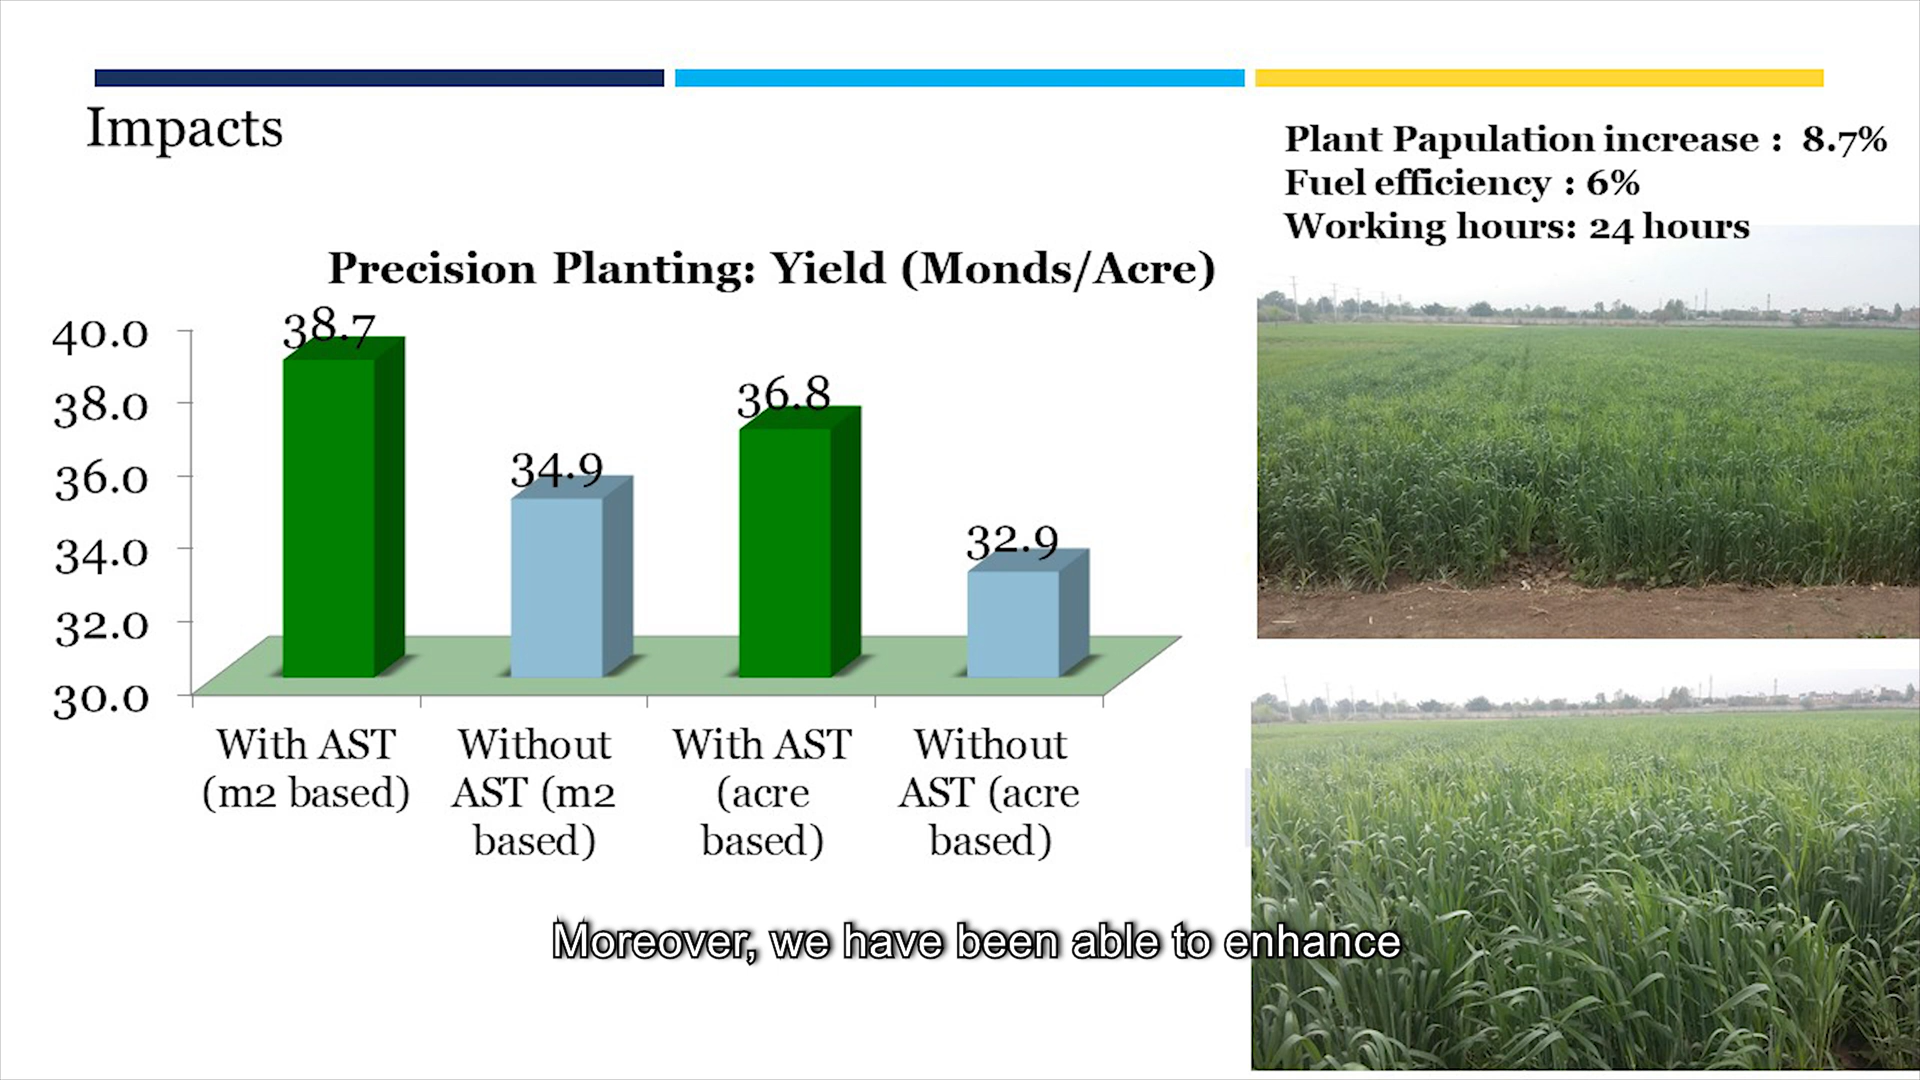 Impacts
Plant Papulation increase :  8.7%
Fuel efficiency : 6%
Working hours: 24 hours
Precision Planting: Yield (Monds/Acre)
40.0
38.0
36.0
34.0
32.0
30.0
38.7
34.9
36.8
32.9
With AST
(m2 based)
Without
AST (m2
based)
With AST
(acre
based)
Without
AST (acre
based)
Moreover, we have been able to enhance